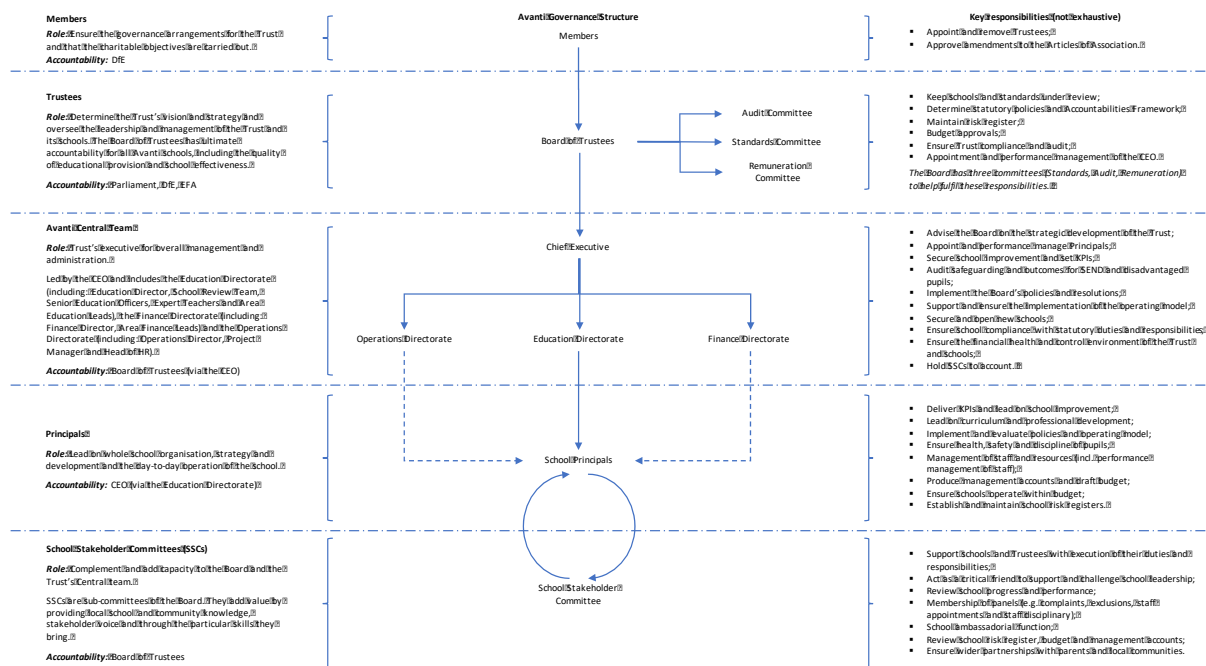 Members
Role: Ensure the governance arrangements for the Trust
and that the charitable objectives are carried out.
Accountability: DfE
Avanti Governance Structure
Members
Key responsibilities (not exhaustive)
▪ Appoint and remove Trustees;
▪ Approve amendments to the Articles of Association.
Trustees
Role: Determine the Trust's vision and strategy and
oversee the leadership and management of the Trust and
its schools. The Board of Trustees has ultimate
accountability for all Avanti schools, including the quality
of educational provision and school effectiveness.
Accountability: Parliament, DfE, EFA
Board of Trustees
Audit Committee
Standards Committee
Remuneration
Committee
▪ Keep schools and standards under review;
▪ Determine statutory policies and Accountabilities Framework;
▪ Maintain risk register;
▪ Budget approvals;
▪ Ensure Trust compliance and audit;
▪ Appointment and performance management of the CEO.
The Board has three committees (Standards, Audit, Remuneration)
to help fulfil these responsibilities.
Avanti Central Team
Role: Trust's executive for overall management and
administration.
Led by the CEO and includes the Education Directorate
(including: Education Director, School Review Team,
Senior Education Officers, Expert Teachers and Area
Education Leads), the Finance Directorate (including:
Finance Director, Area Finance Leads) and the Operations
Directorate (including: Operations Director, Project
Manager and Head of HR).
Accountability: Board of Trustees (via the CEO)
Chief Executive
Operations Directorate
Education Directorate
Finance Directorate
▪ Advise the Board on the strategic development of the Trust;
▪ Appoint and performance manage Principals;
▪ Secure school improvement and set KPIs;
▪ Audit safeguarding and outcomes for SEND and disadvantaged
pupils;
▪ Implement the Board's policies and resolutions;
▪ Support and ensure the implementation of the operating model;
▪ Secure and open new schools;
▪ Ensure school compliance with statutory duties and responsibilities;
▪ Ensure the financial health and control environment of the Trust
and schools;
▪ Hold SSCs to account.
Principals
Role: Lead on whole school organisation, strategy and
development and the day-to-day operation of the school.
Accountability: CEO (via the Education Directorate)
School Principals
▪ Deliver KPIs and lead on school improvement;
▪ Lead on curriculum and professional development;
▪ Implement and evaluate policies and operating model;
▪ Ensure health, safety and discipline of pupils;
▪ Management of staff and resources (incl. performance
management of staff);
▪ Produce management accounts and draft budget;
▪ Ensure schools operate within budget;
▪ Establish and maintain school risk registers.
School Stakeholder Committees (SSCs)
Role: Complement and add capacity to the Board and the
Trust's Central team.
SSCs are sub-committees of the Board. They add value by
providing local school and community knowledge,
stakeholder voice and through the particular skills they
bring.
Accountability: Board of Trustees
School Stakeholder
Committee
▪ Support schools and Trustees with execution of their duties and
responsibilities;
▪ Act as a critical friend to support and challenge school leadership;
▪ Review school progress and performance;
▪ Membership of panels (e.g. complaints, exclusions, staff
appointments and staff disciplinary);
▪ School ambassadorial function;
▪ Review school risk register, budget and management accounts;
▪ Ensure wider partnerships with parents and local communities.